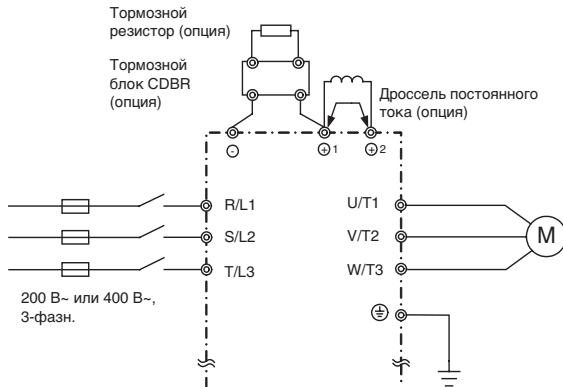 Тормозной
резистор (опция)
Тормозной
блок CDBR
(опция)
Дроссель постоянного
тока (опция)
- +1 +2
R/L1 U/T1
S/L2 V/T2 M
T/L3 W/T3
200 В~ или 400 В~,
3-фазн.